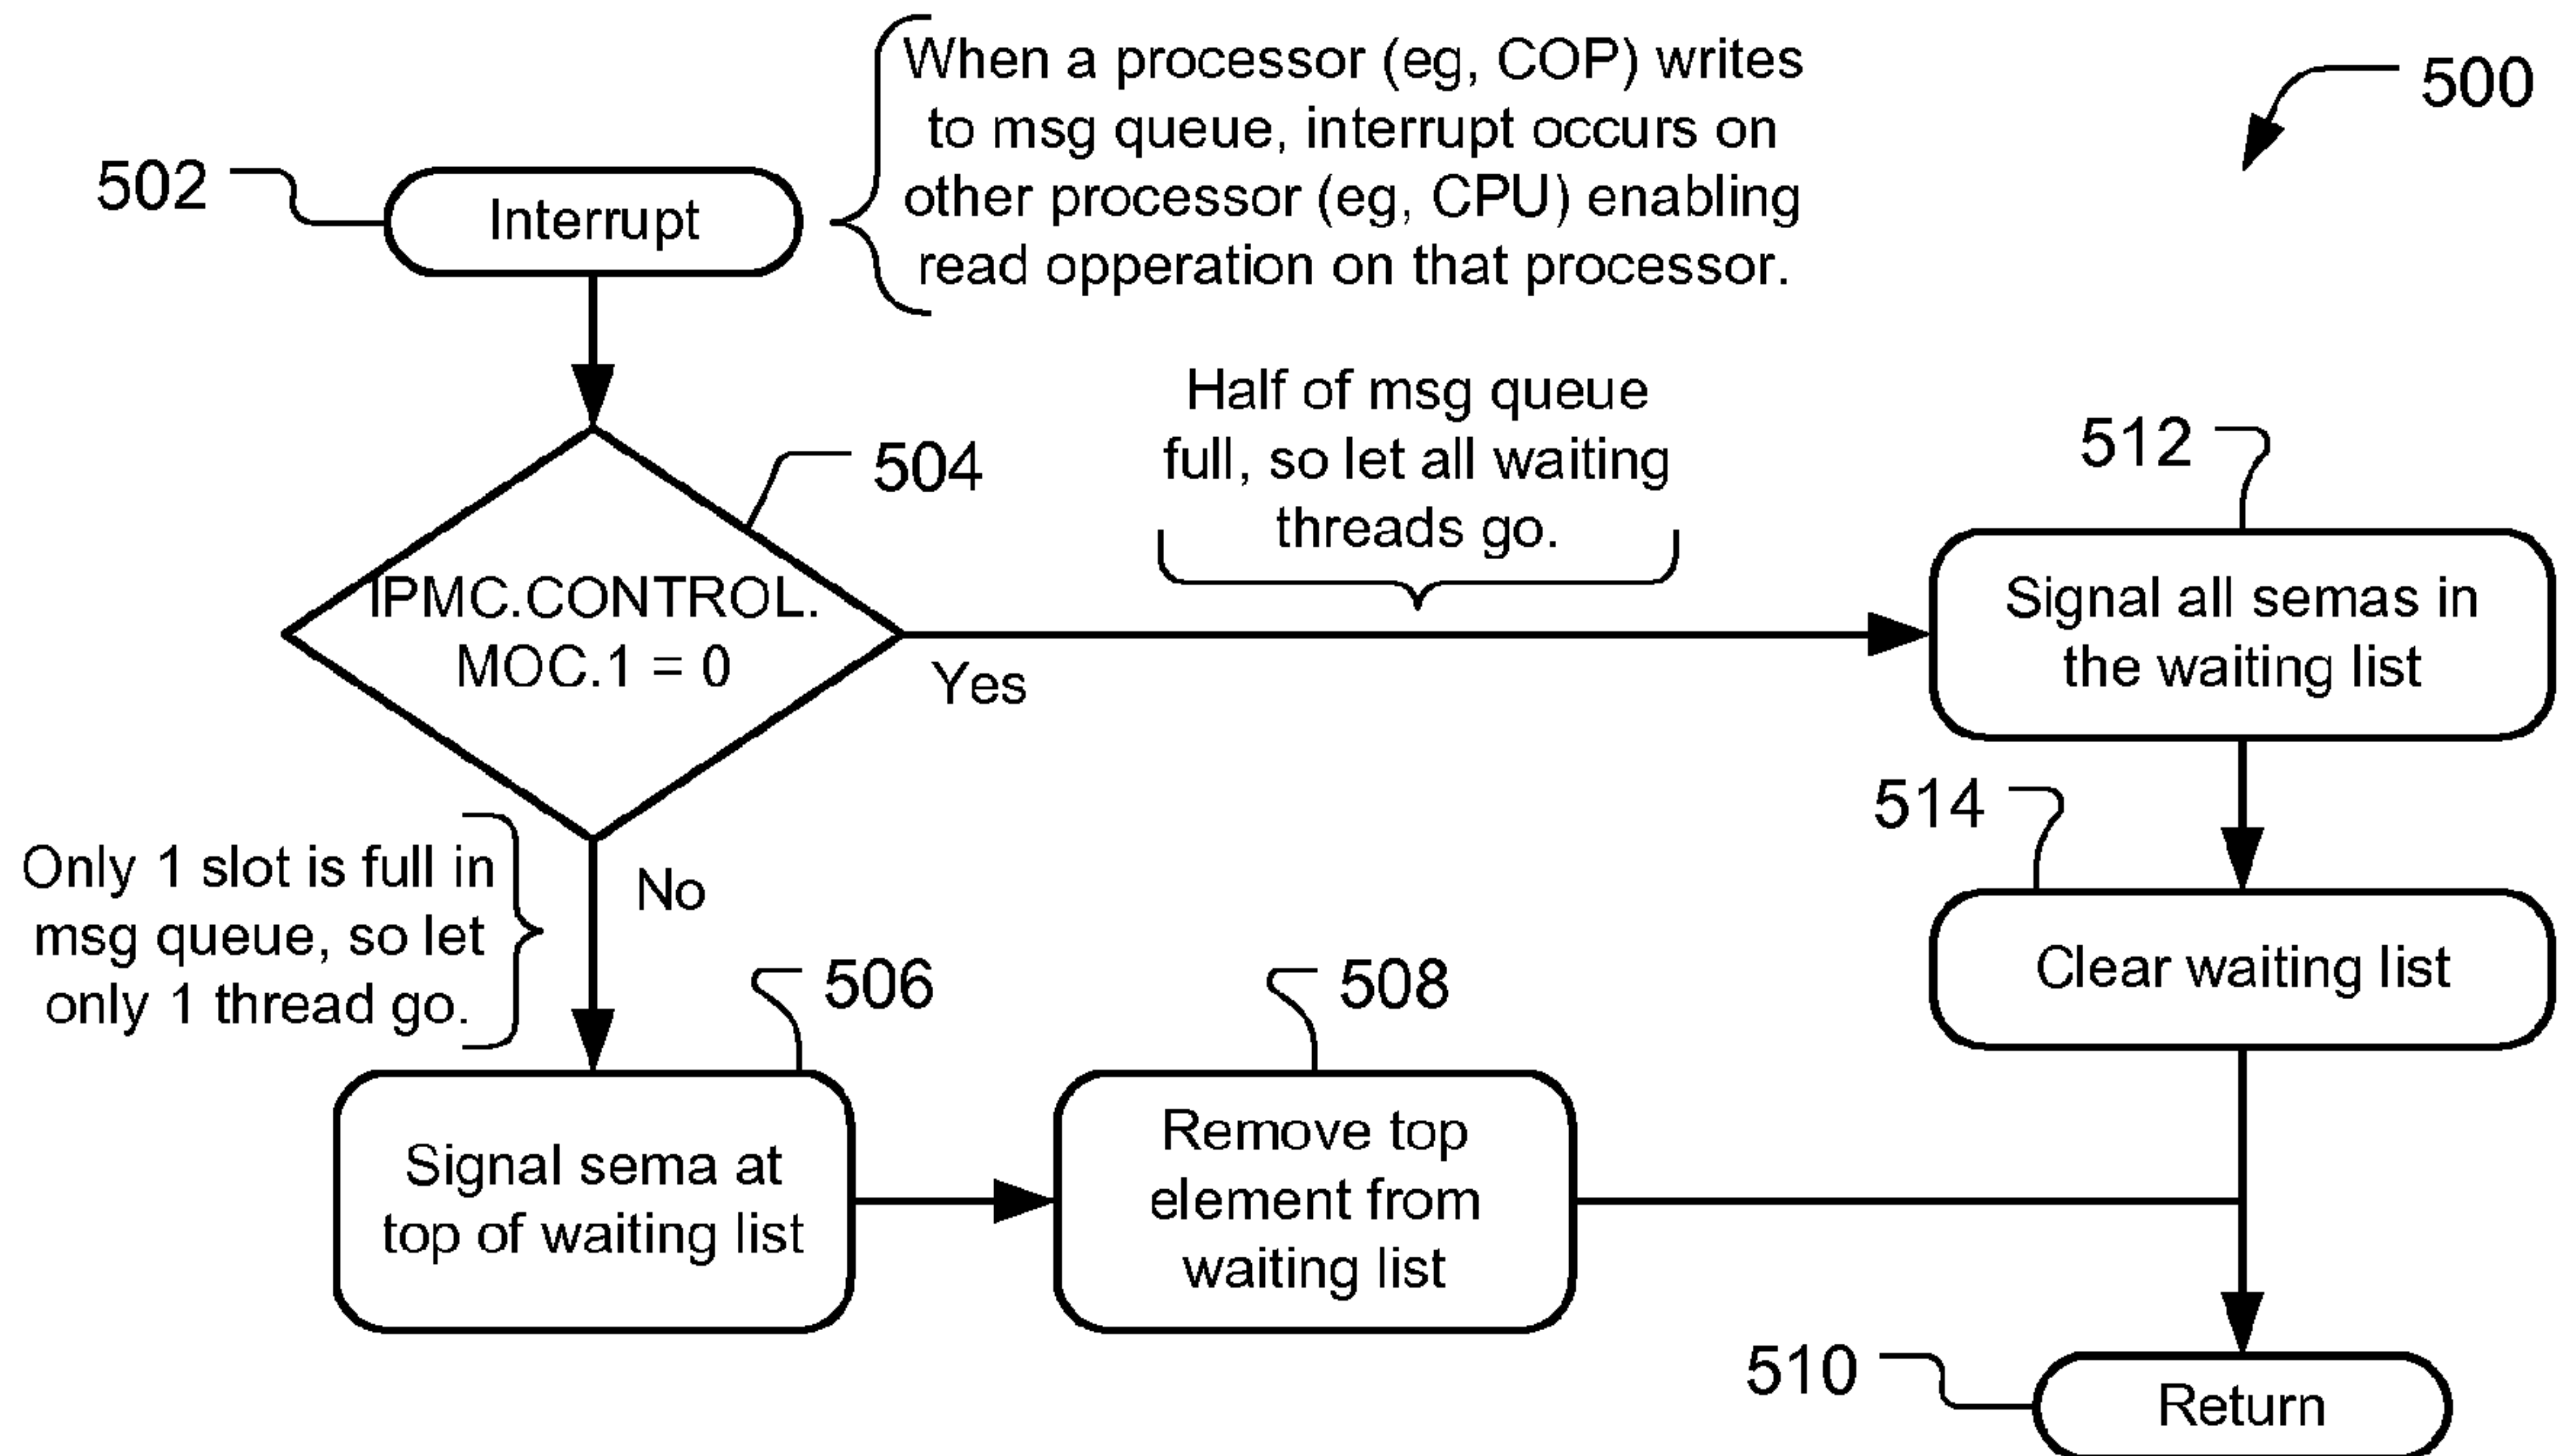 500
502
Interrupt
When a processor (eg, COP) writes
to msg queue, interrupt occurs on
other processor (eg, CPU) enabling
read opperation on that processor.
504
IPMC.CONTROL.
MOC.1 = 0
Yes
Half of msg queue
full, so let all waiting
threads go.
512
Signal all semas in
the waiting list
514
Clear waiting list
Only 1 slot is full in
msg queue, so let
only 1 thread go.
No
506
Signal sema at
top of waiting list
508
Remove top
element from
waiting list
510
Return